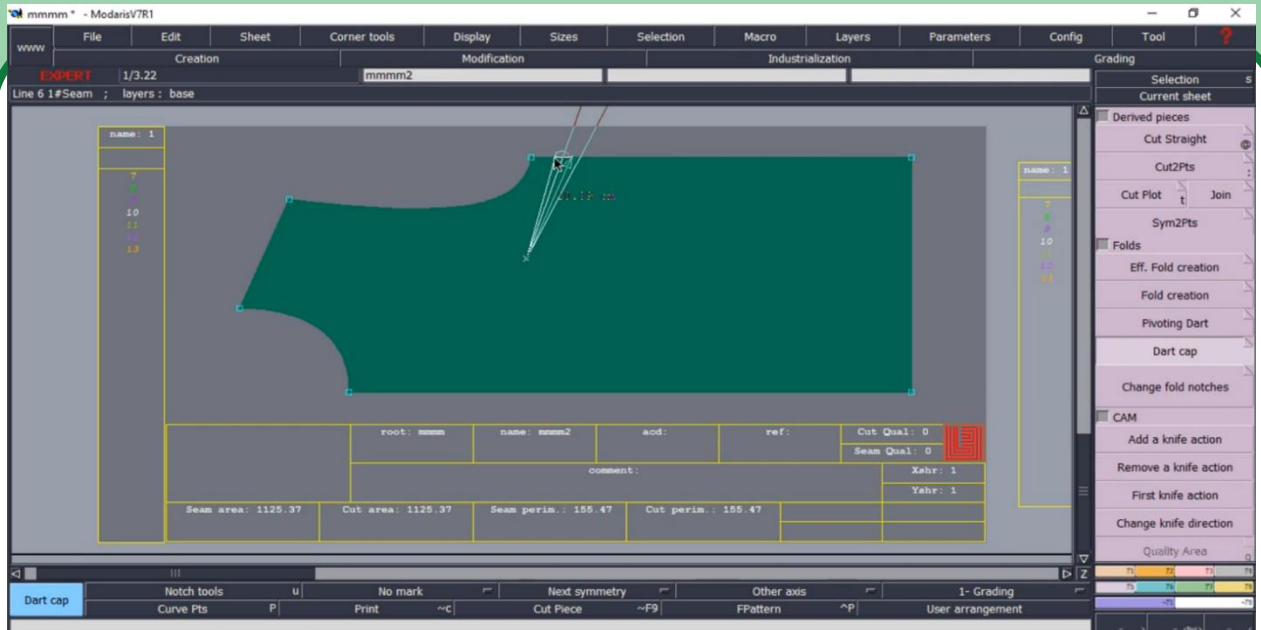 mmmm * - ModarisV7R1
www
File Edit Sheet Corner tools Display Sizes Selection Macro Layers Parameters Config Tool ?
Creation Modification Industrialization Grading
EXPERT 1/3.22 mmmm2
Line 6 1#Seam ; layers : base
Selection s
Current sheet
Derived pieces
Cut Straight @
Cut2Pts :
Cut Plot t Join
Sym2Pts
Folds
Eff. Fold creation
Fold creation
Pivoting Dart
Dart cap
Change fold notches
CAM
Add a knife action
Remove a knife action
First knife action
Change knife direction
Quality Area q
name: 1
7
10
11
13
name: 1
7
10
root: mmmm name: mmmm2 acd: ref: Cut Qual: 0
Seam Qual: 0
comment: Xshr: 1
Yshr: 1
Seam area: 1125.37 Cut area: 1125.37 Seam perim.: 155.47 Cut perim.: 155.47
Z
Dart cap
Notch tools u No mark Next symmetry Other axis 1- Grading
Curve Pts P Print ~c Cut Piece ~F9 FPattern ^P User arrangement